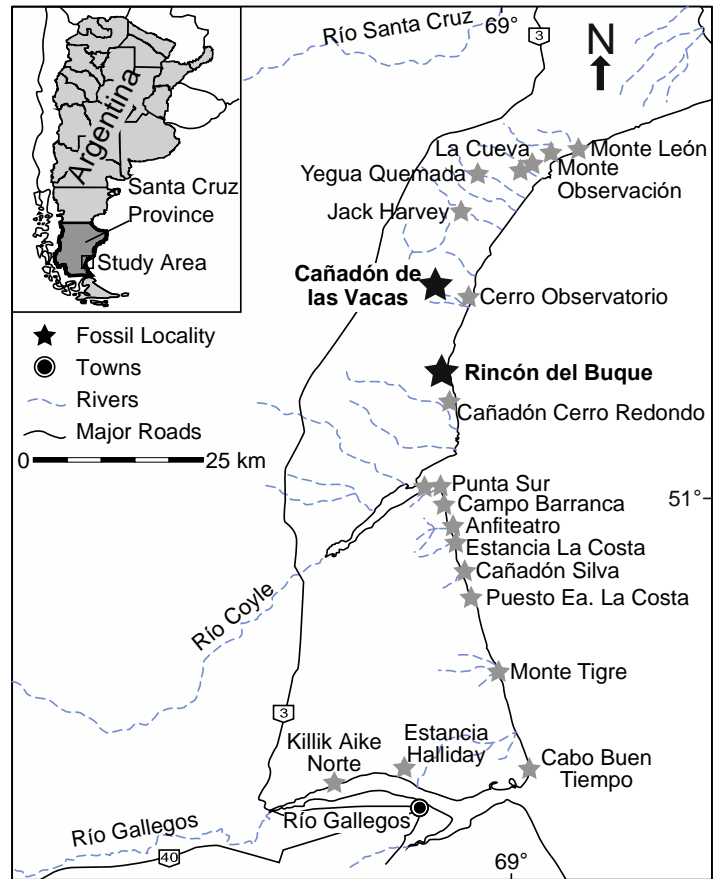 Río Santa Cruz
69°
3
N
Argentina
Santa Cruz
Province
Study Area
La Cueva
Monte León
Yegua Quemada
Monte
Observación
Jack Harvey
Cañadón de
las Vacas
Cerro Observatorio
Fossil Locality
Towns
Rivers
Major Roads
0
25 km
Rincón del Buque
Cañadón Cerro Redondo
Punta Sur
51°
Campo Barranca
Anfiteatro
Estancia La Costa
Cañadón Silva
Puesto Ea. La Costa
Río Coyle
Monte Tigre
3
Killik Aike
Norte
Estancia
Halliday
Cabo Buen
Tiempo
Río Gallegos
Río Gallegos
40
69°